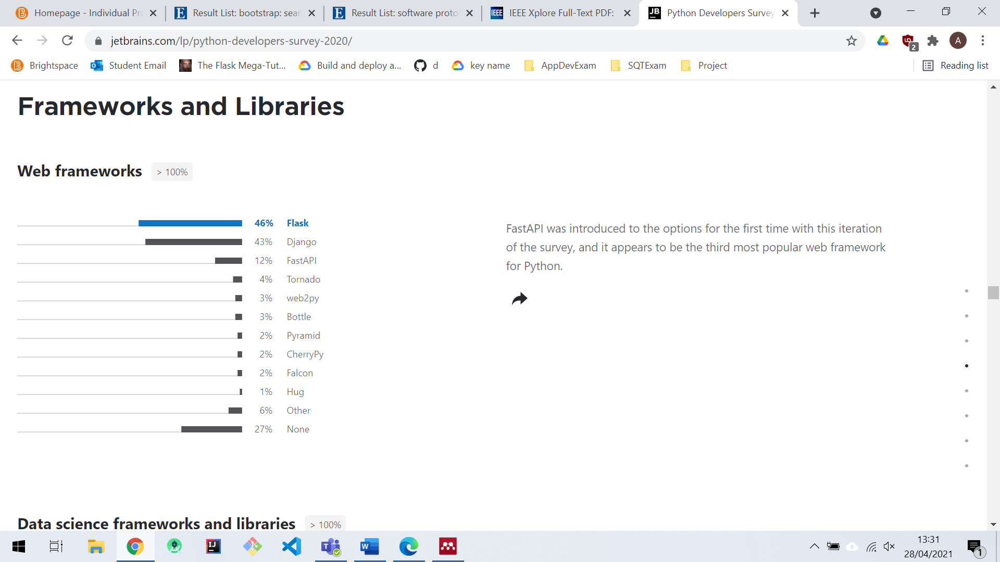 Homepage - Individual Pr
Result List: bootstrap: sear
Result List: software proto
IEEE Xplore Full-Text PDF:
Python Developers Survey
jetbrains.com/lp/python-developers-survey-2020/
A
2
Brightspace
Student Email
The Flask Mega-Tut...
Build and deploy a...
d
key name
AppDevExam
SQTExam
Project
Reading list
Frameworks and Libraries
Web frameworks > 100%
46% Flask
43% Django
12% FastAPI
4% Tornado
3% web2py
3% Bottle
2% Pyramid
2% CherryPy
2% Falcon
1% Hug
6% Other
27% None
FastAPI was introduced to the options for the first time with this iteration
of the survey, and it appears to be the third most popular web framework
for Python.
Data science frameworks and libraries > 100%
13:31
28/04/2021
1